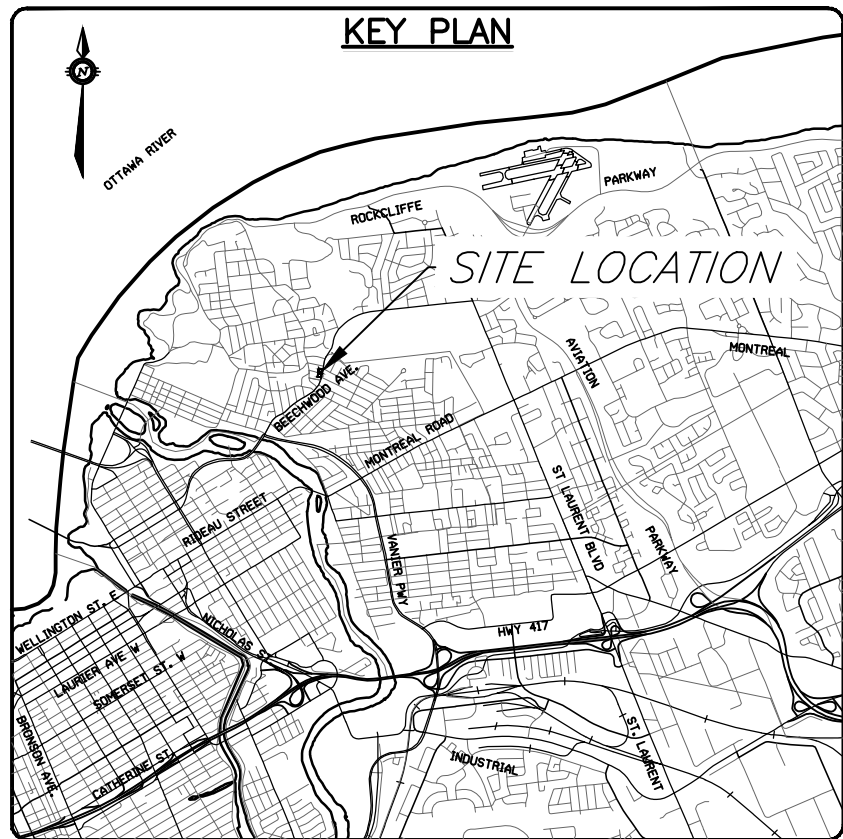 KEY PLAN
N
OTTAWA RIVER
ROCKCLIFFE
PARKWAY
SITE LOCATION
AVIATION
MONTREAL
BEECHWOOD AVE.
MONTREAL ROAD
ST LAURENT BLVD
RIDEAU STREET
VANIER PWY
PARKWAY
WELLINGTON ST. E
NICHOLAS ST.
HWY 417
LAURIER AVE W
SOMERSET ST. W
BRONSON AVE.
CATHERINE ST.
INDUSTRIAL
ST. LAURENT